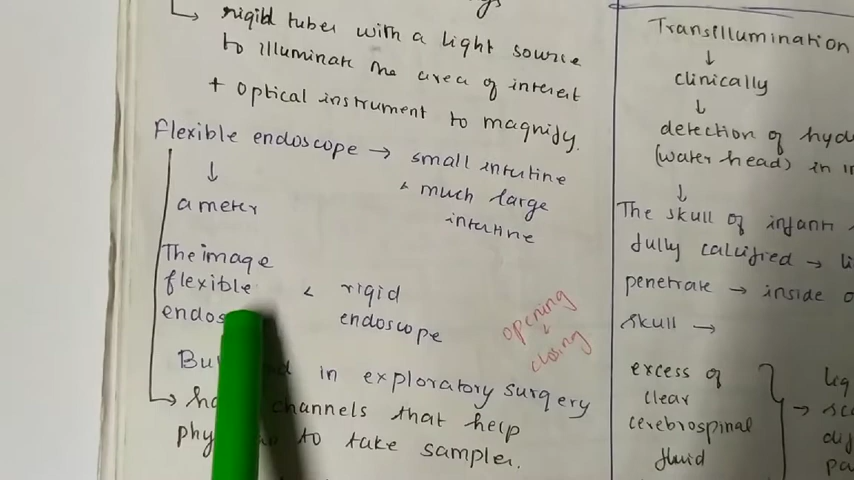 rigid tubes with a light source
to illuminate the area of interest
+ optical instrument to magnify.
Flexible endoscope → small intestine
& much large
intestine
↓
a meter
The image
flexible < rigid
endoscope
in exploratory surgery
channels that help
to take samples.
opening
&
closing
Transillumination
↓
clinically
↓
detection of
(water head) in
↓
The skull of infant
fully calcified →
penetrate → inside
skull →
excess of
clear
cerebrospinal
fluid